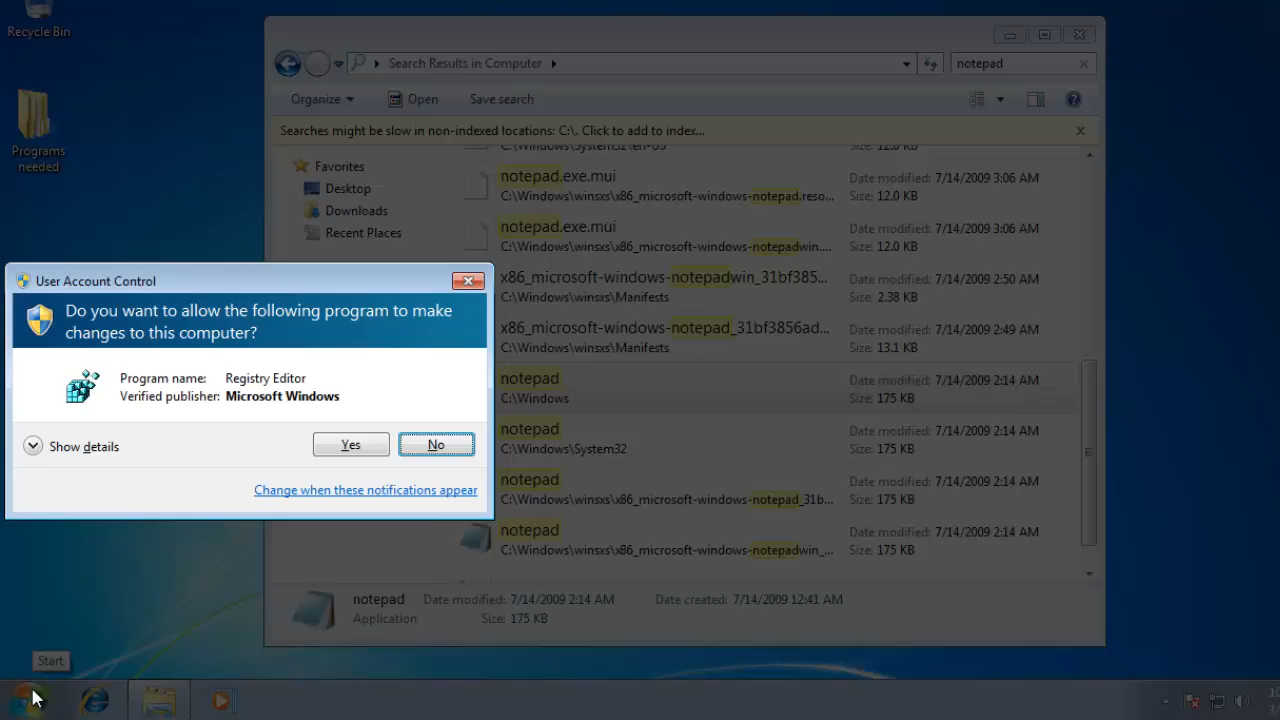 Recycle Bin
Programs
needed
Search Results in Computer
notepad
Organize
Open
Save search
Searches might be slow in non-indexed locations: C:\. Click to add to index...
Favorites
Desktop
Downloads
Recent Places
C:\Windows\System32\en-US
12.0 KB
notepad.exe.mui
Date modified: 7/14/2009 3:06 AM
C:\Windows\winsxs\x86_microsoft-windows-notepad.reso...
Size: 12.0 KB
notepad.exe.mui
Date modified: 7/14/2009 3:06 AM
C:\Windows\winsxs\x86_microsoft-windows-notepadwin....
Size: 12.0 KB
x86_microsoft-windows-notepadwin_31bf385...
Date modified: 7/14/2009 2:50 AM
C:\Windows\winsxs\Manifests
Size: 2.38 KB
x86_microsoft-windows-notepad_31bf3856ad...
Date modified: 7/14/2009 2:49 AM
C:\Windows\winsxs\Manifests
Size: 13.1 KB
notepad
Date modified: 7/14/2009 2:14 AM
C:\Windows
Size: 175 KB
notepad
Date modified: 7/14/2009 2:14 AM
C:\Windows\System32
Size: 175 KB
notepad
Date modified: 7/14/2009 2:14 AM
C:\Windows\winsxs\x86_microsoft-windows-notepad_31b...
Size: 175 KB
notepad
Date modified: 7/14/2009 2:14 AM
C:\Windows\winsxs\x86_microsoft-windows-notepadwin_...
Size: 175 KB
notepad
Date modified: 7/14/2009 2:14 AM
Date created: 7/14/2009 12:41 AM
Application
Size: 175 KB
User Account Control
Do you want to allow the following program to make
changes to this computer?
Program name: Registry Editor
Verified publisher: Microsoft Windows
Show details
Yes
No
Change when these notifications appear
Start